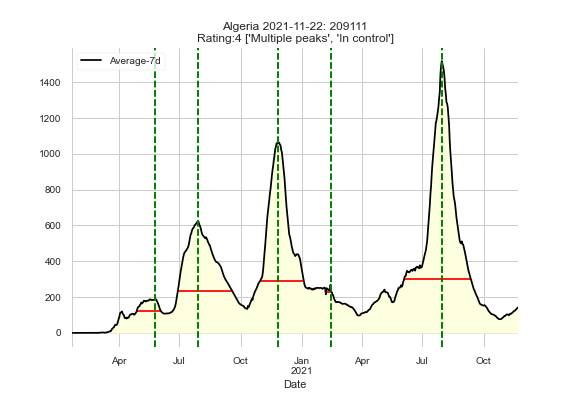 Algeria 2021-11-22: 209111
Rating:4 ['Multiple peaks', 'In control']
Average-7d
1400
1200
1000
800
600
400
200
0
Apr Jul Oct Jan Apr Jul Oct
2021
Date